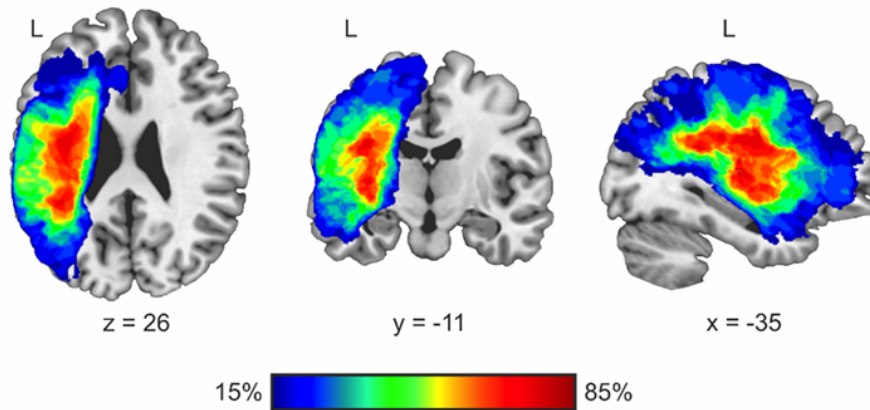 L
L
L
z = 26
y = -11
x = -35
15%
85%